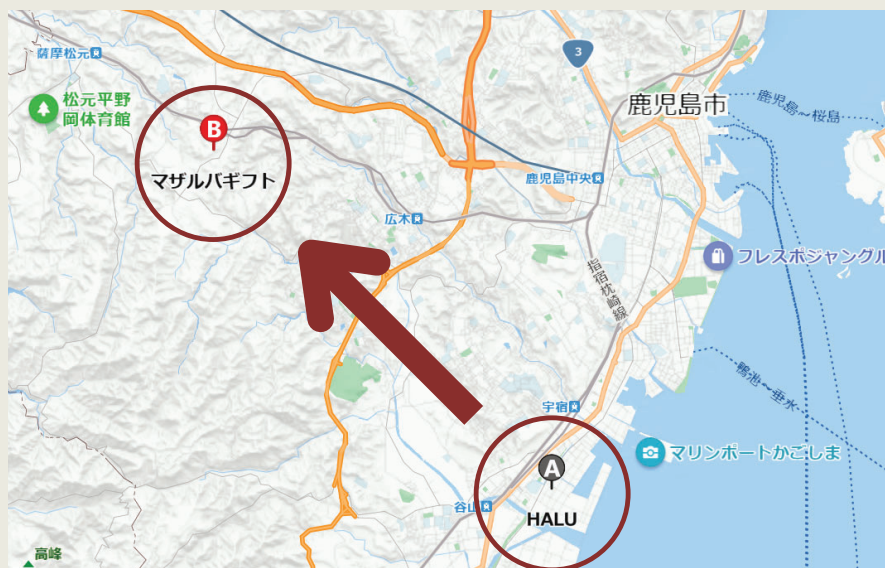 薩摩松元
松元平野
岡体育館
B
マザルバギフト
3
鹿児島市
鹿児島～桜島
鹿児島中央
広木
フレスポジャングル
指宿枕崎線
鴨池～垂水
宇宿
マリンポートかごしま
A
谷山
HALU
高峰